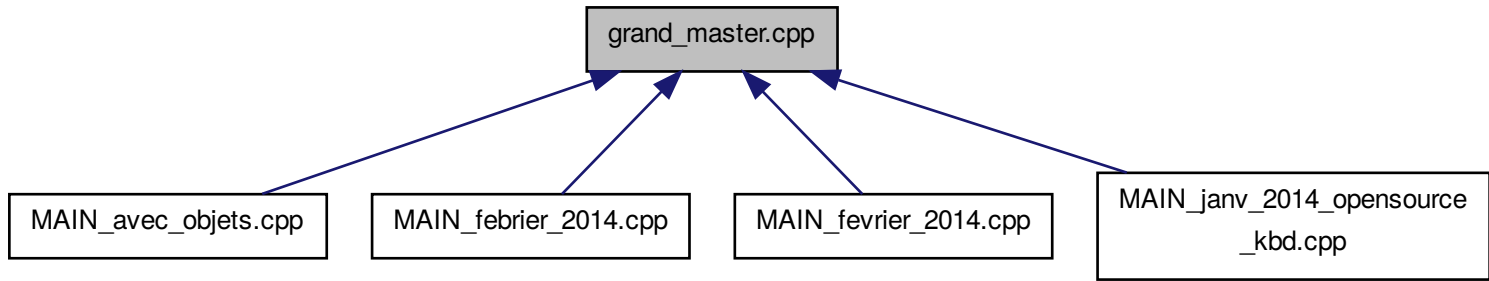 grand_master.cpp
MAIN_avec_objets.cpp
MAIN_febrier_2014.cpp
MAIN_fevrier_2014.cpp
MAIN_janv_2014_opensource
_kbd.cpp